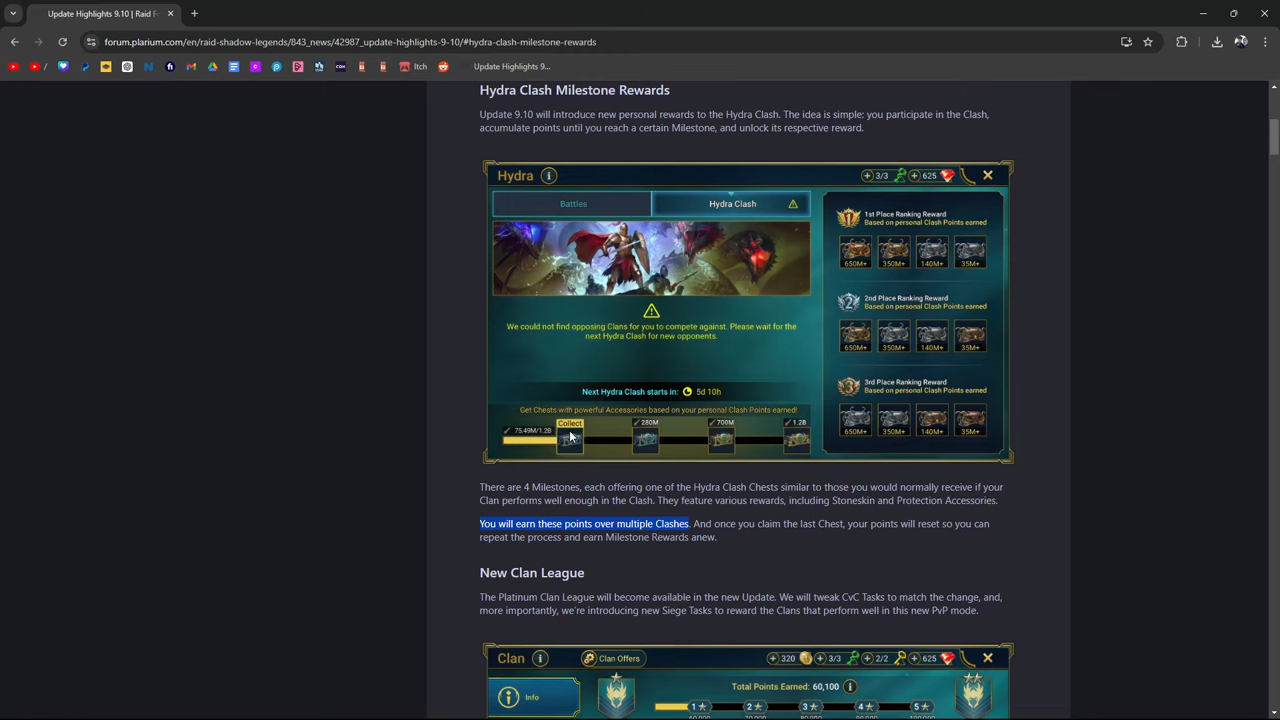 Update Highlights 9.10 | Raid Fo
forum.plarium.com/en/raid-shadow-legends/843_news/42987_update-highlights-9-10/#hydra-clash-milestone-rewards
Itch
Update Highlights 9...
Hydra Clash Milestone Rewards
Update 9.10 will introduce new personal rewards to the Hydra Clash. The idea is simple: you participate in the Clash,
accumulate points until you reach a certain Milestone, and unlock its respective reward.
Hydra
3/3
625
Battles
Hydra Clash
1st Place Ranking Reward
Based on personal Clash Points earned
650M+ 350M+ 140M+ 35M+
We could not find opposing Clans for you to compete against. Please wait for the
next Hydra Clash for new opponents.
2nd Place Ranking Reward
Based on personal Clash Points earned
650M+ 350M+ 140M+ 35M+
Next Hydra Clash starts in: 5d 10h
Get Chests with powerful Accessories based on your personal Clash Points earned!
75.49M/1.2B Collect 280M 700M 1.2B
3rd Place Ranking Reward
Based on personal Clash Points earned
650M+ 350M+ 140M+ 35M+
There are 4 Milestones, each offering one of the Hydra Clash Chests similar to those you would normally receive if your
Clan performs well enough in the Clash. They feature various rewards, including Stoneskin and Protection Accessories.
You will earn these points over multiple Clashes. And once you claim the last Chest, your points will reset so you can
repeat the process and earn Milestone Rewards anew.
New Clan League
The Platinum Clan League will become available in the new Update. We will tweak CvC Tasks to match the change, and,
more importantly, we're introducing new Siege Tasks to reward the Clans that perform well in this new PvP mode.
Clan
Clan Offers
320 3/3 2/2 625
Info
Total Points Earned: 60,100
1 2 3 4 5